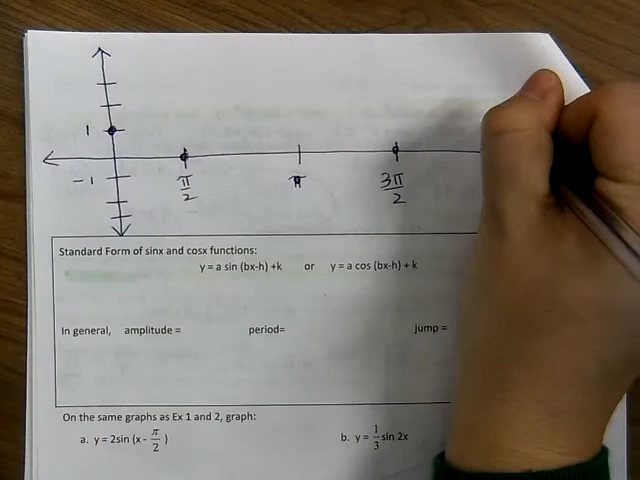 1
-1
π/2 π 3π/2
Standard Form of sinx and cosx functions:
y = a sin (bx-h) +k or y = a cos (bx-h) + k
In general, amplitude = period= jump =
On the same graphs as Ex 1 and 2, graph:
a. y = 2sin (x - π/2 ) b. y = 1/3 sin 2x